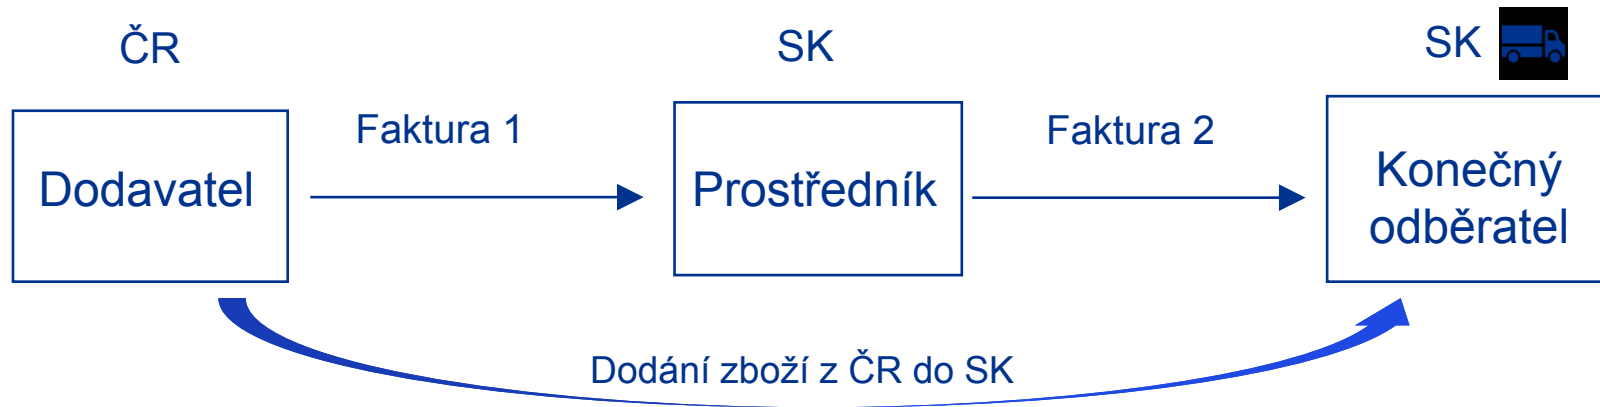 ČR
SK
SK
Faktura 1
Faktura 2
Dodavatel
Prostředník
Konečný
odběratel
Dodání zboží z ČR do SK